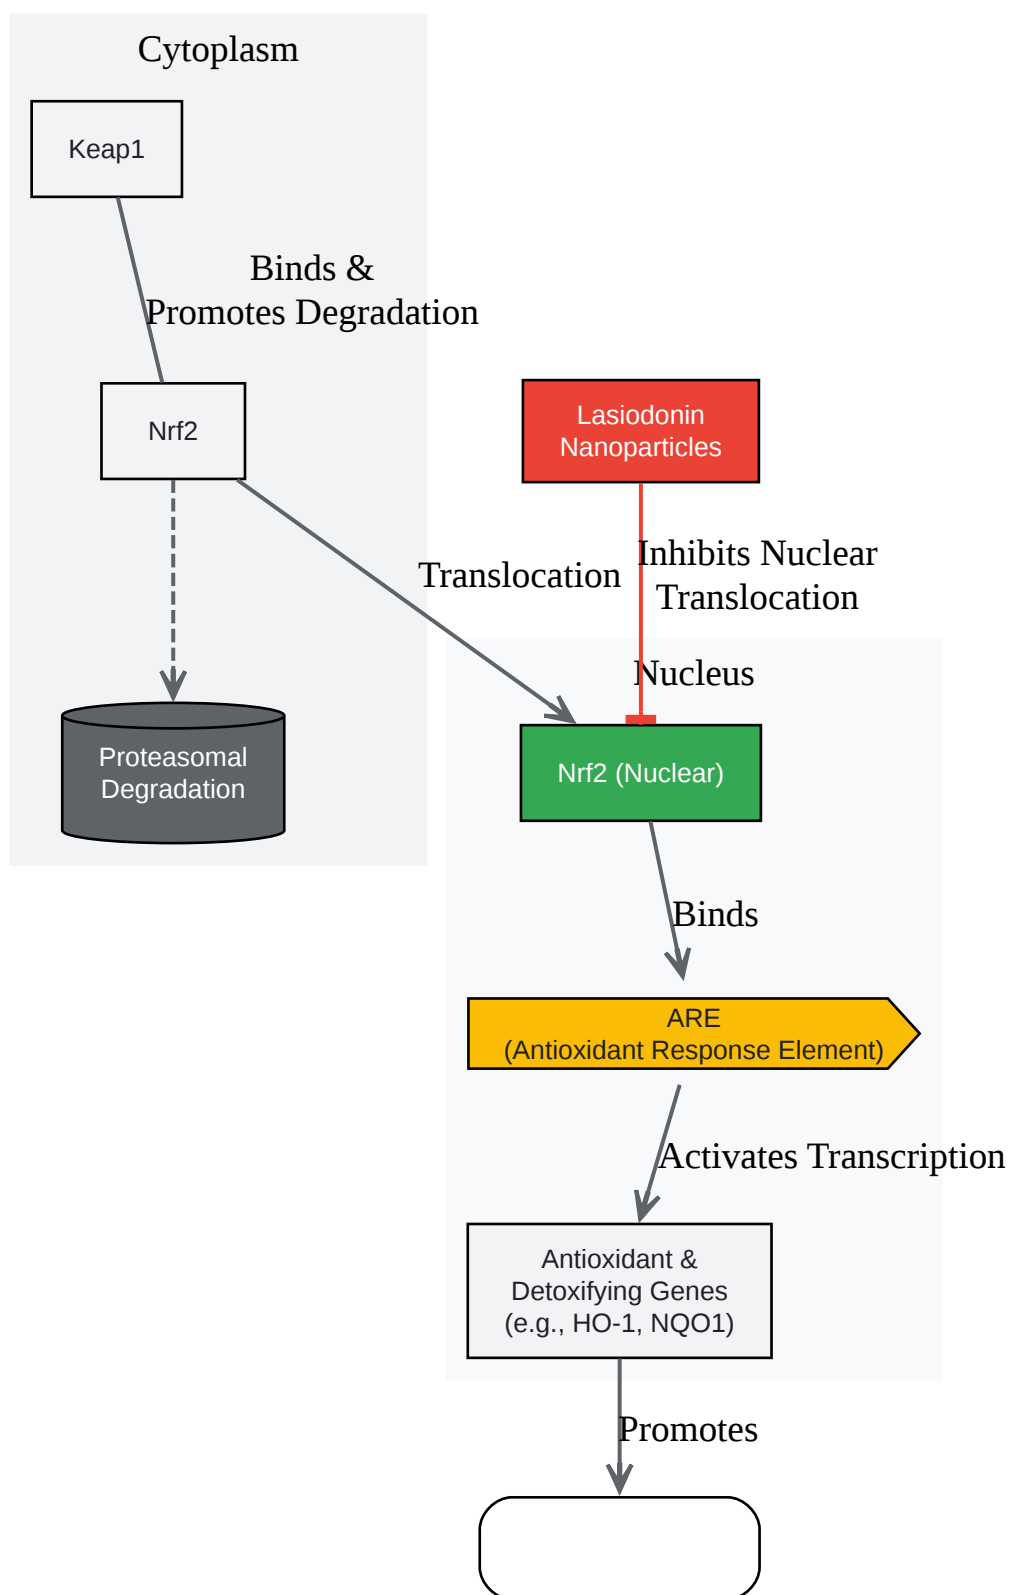 Cytoplasm
Keap1
Binds &
Promotes Degradation
Nrf2
Lasiodonin
Nanoparticles
Translocation
Inhibits Nuclear
Translocation
Nucleus
Proteasomal
Degradation
Nrf2 (Nuclear)
Binds
ARE
(Antioxidant Response Element)
Activates Transcription
Antioxidant &
Detoxifying Genes
(e.g., HO-1, NQO1)
Promotes